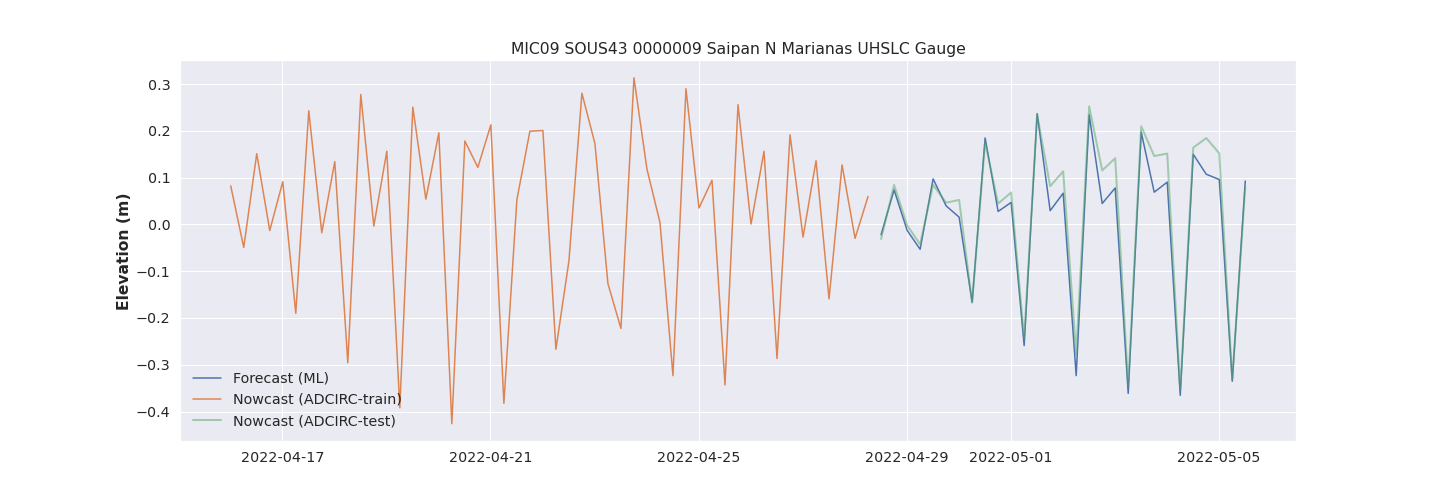 MIC09 SOUS43 0000009 Saipan N Marianas UHSLC Gauge
Elevation (m)
0.3
0.2
0.1
0.0
−0.1
−0.2
−0.3
−0.4
Forecast (ML)
Nowcast (ADCIRC-train)
Nowcast (ADCIRC-test)
2022-04-17 2022-04-21 2022-04-25 2022-04-29 2022-05-01 2022-05-05